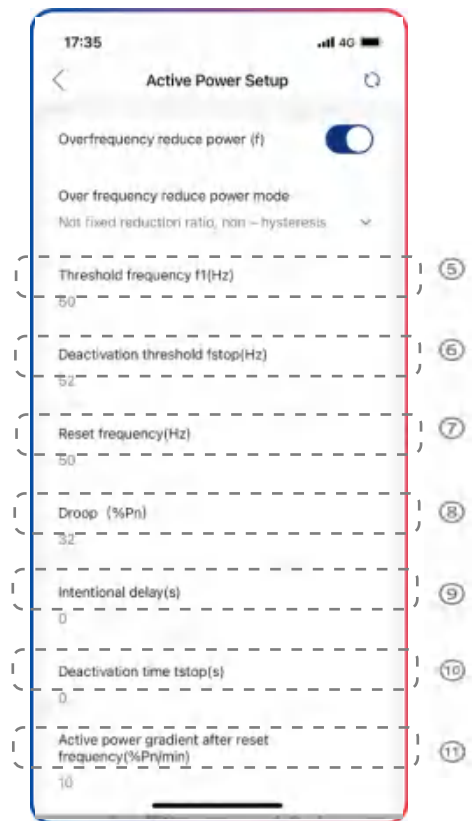 17:35
4G
Active Power Setup
Overfrequency reduce power (f)
Over frequency reduce power mode
Not fixed reduction ratio, non – hysteresis
Threshold frequency f1(Hz)
⑤
50
Deactivation threshold fstop(Hz)
⑥
52
Reset frequency(Hz)
⑦
50
Droop (%Pn)
⑧
32
Intentional delay(s)
⑨
0
Deactivation time tstop(s)
⑩
0
Active power gradient after reset
frequency(%Pn/min)
⑪
10